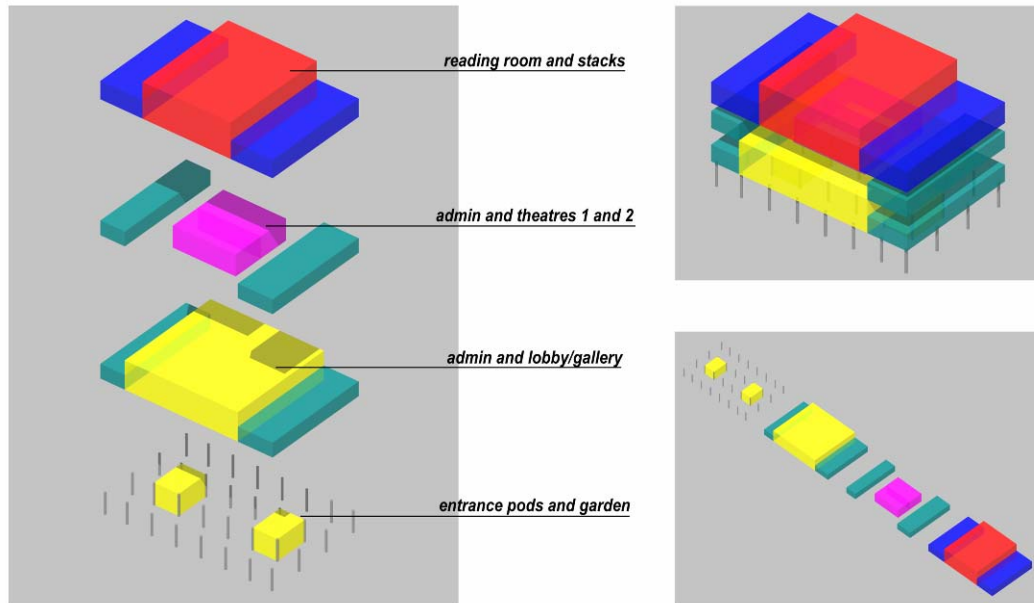 reading room and stacks
admin and theatres 1 and 2
admin and lobby/gallery
entrance pods and garden